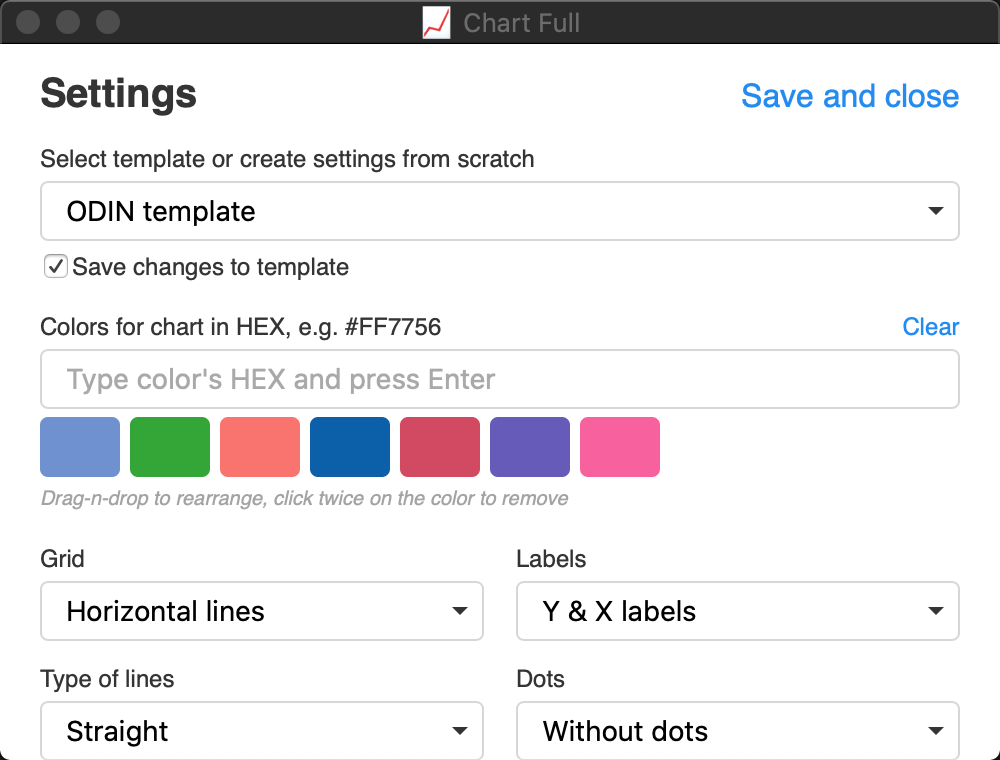 Chart Full
Settings
Save and close
Select template or create settings from scratch
ODIN template
Save changes to template
Colors for chart in HEX, e.g. #FF7756
Clear
Type color's HEX and press Enter
Drag-n-drop to rearrange, click twice on the color to remove
Grid
Labels
Horizontal lines
Y & X labels
Type of lines
Dots
Straight
Without dots